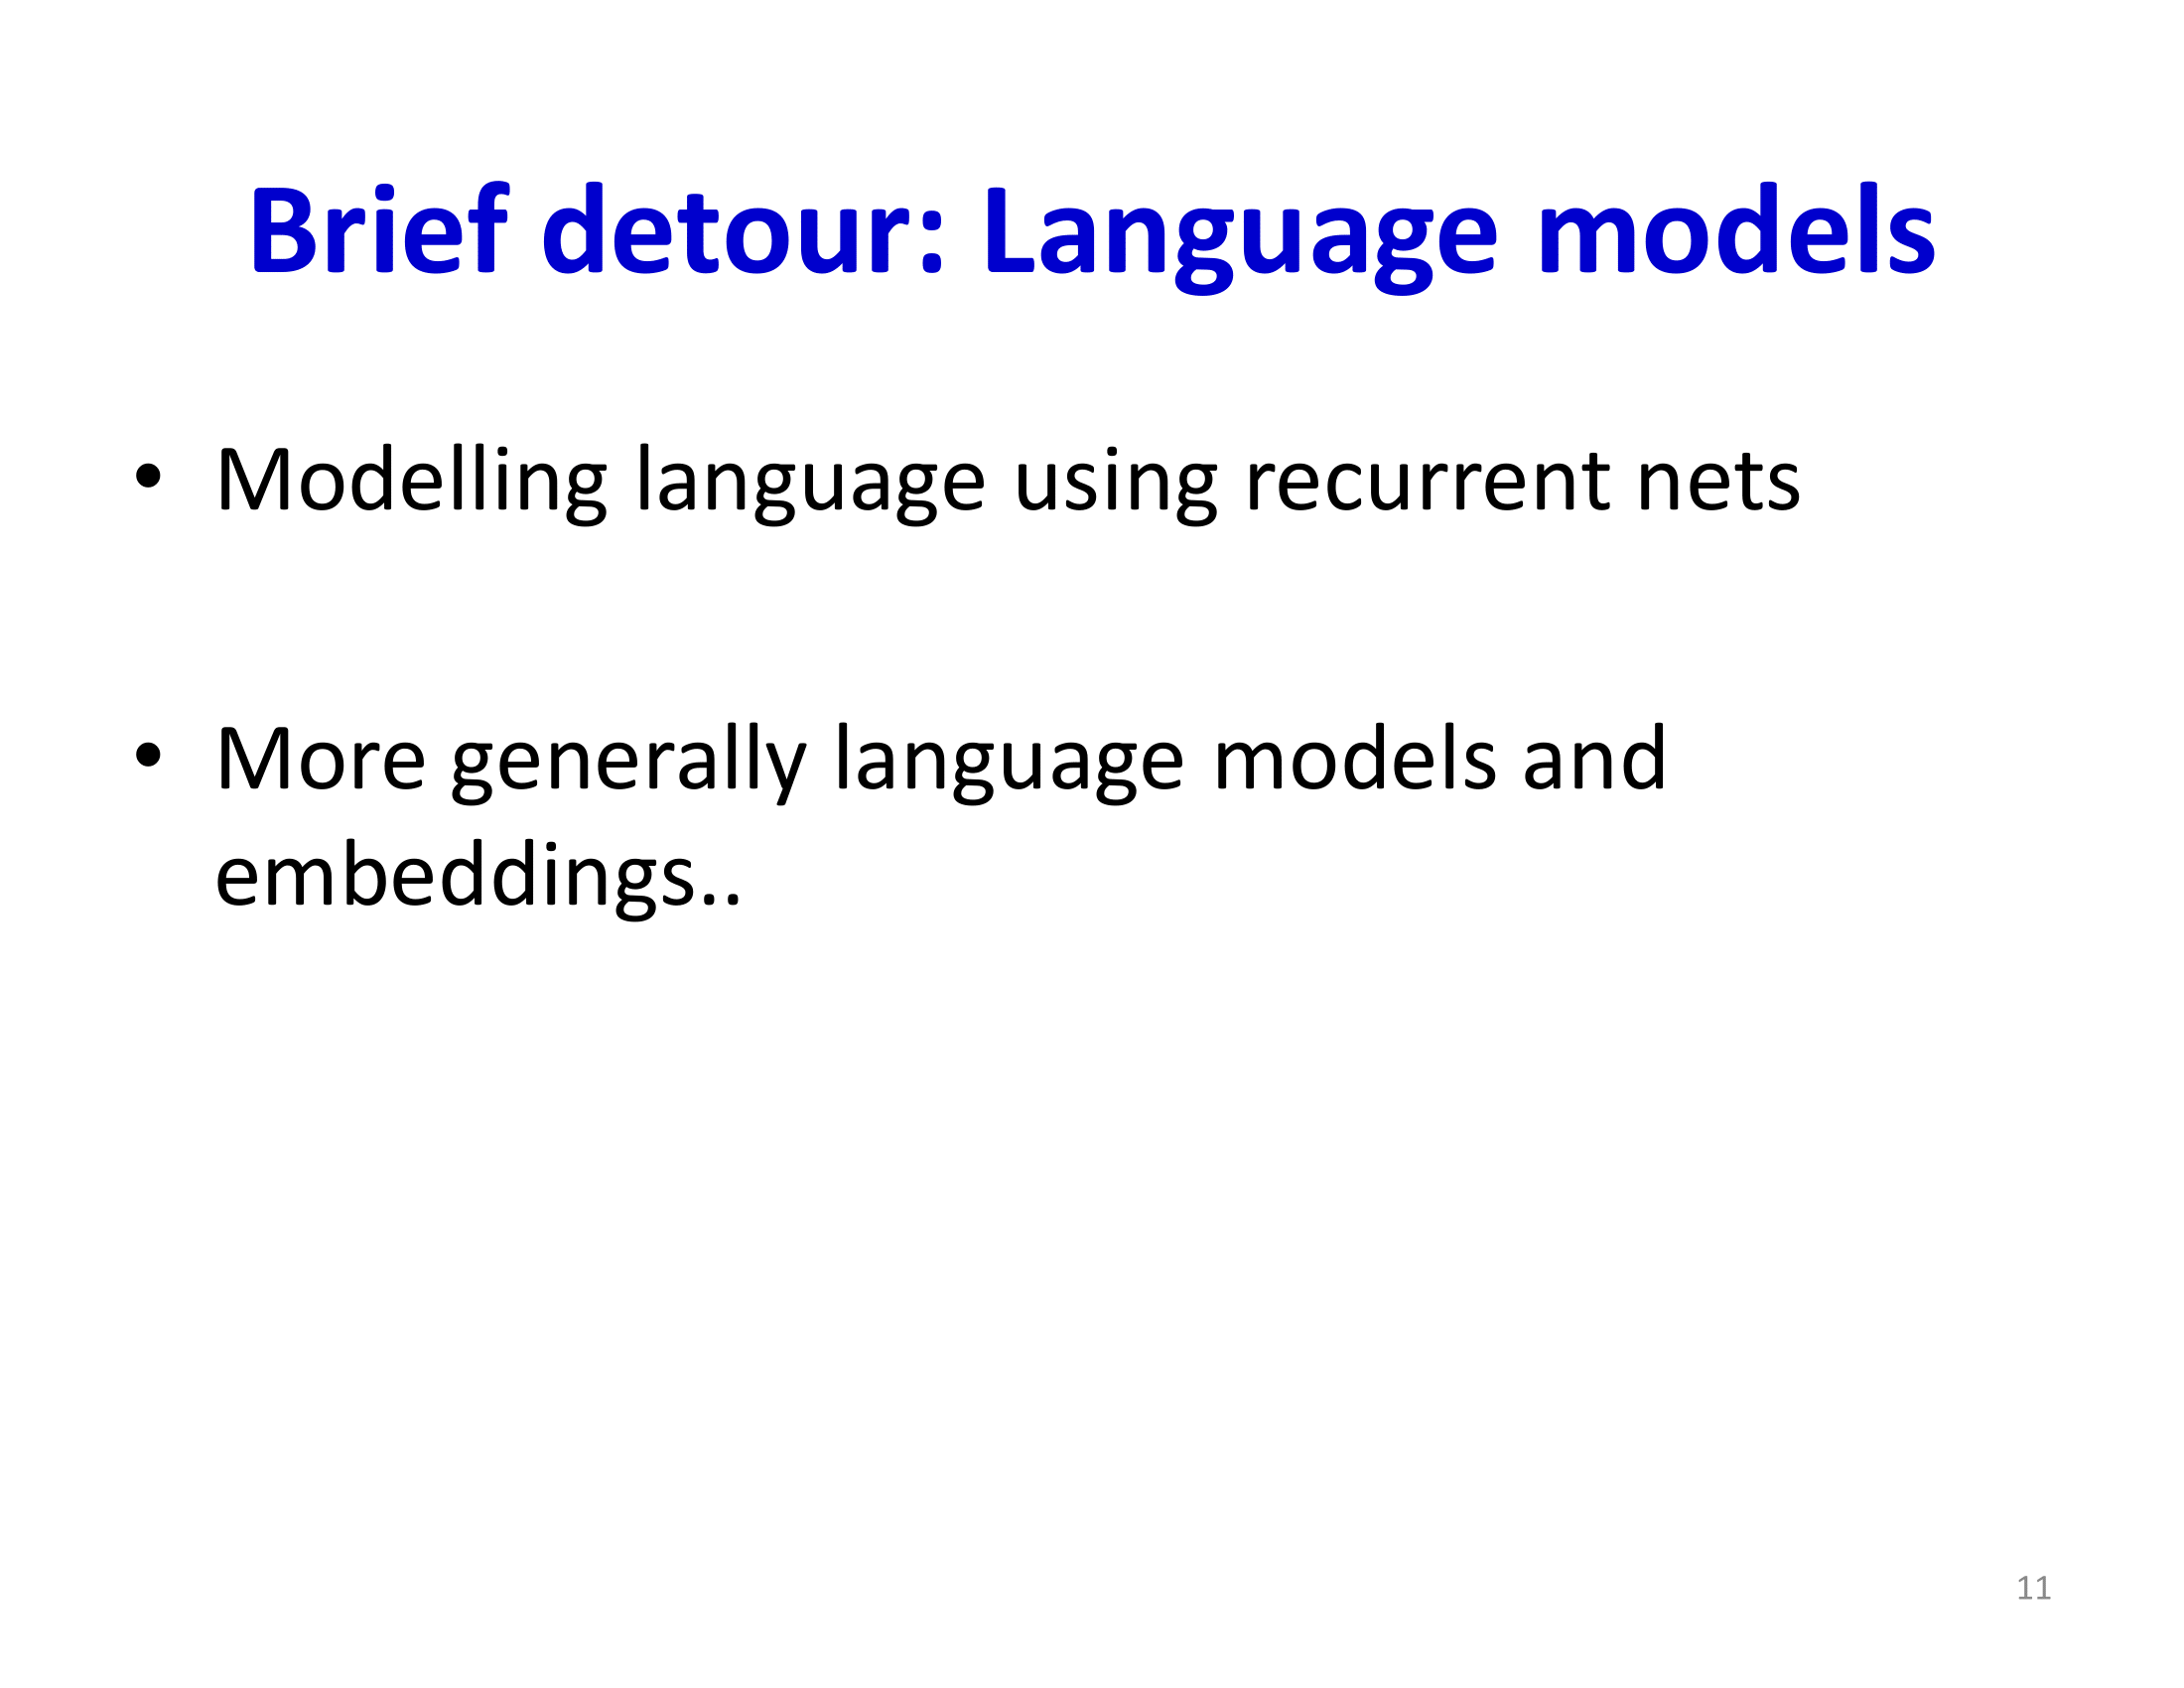 Brief detour: Language models
• Modelling language using recurrent nets
• More generally language models and
embeddings..
11